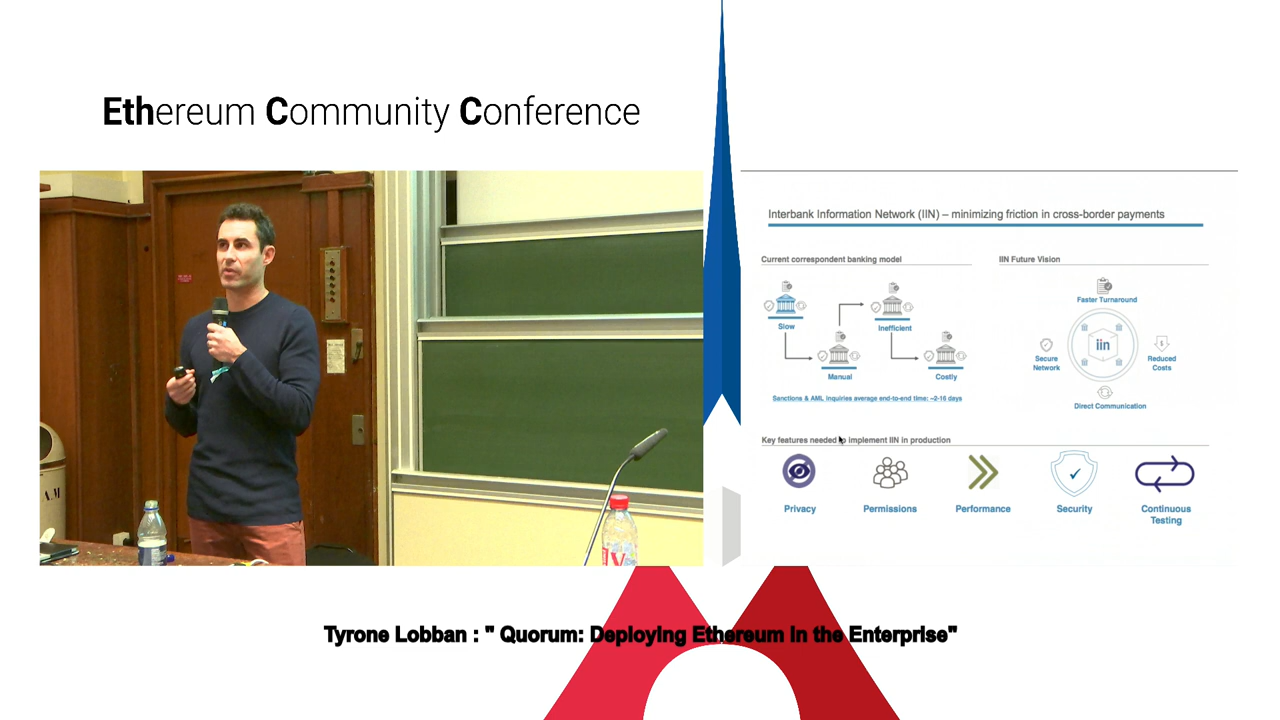 Ethereum Community Conference
Interbank Information Network (IIN) – minimizing friction in cross-border payments
Current correspondent banking model
IIN Future Vision
Slow
Inefficient
Manual
Costly
Sanctions & AML inquiries average end-to-end time: ~2-16 days
Faster Turnaround
iin
Secure
Network
Reduced
Costs
Direct Communication
Key features needed to implement IIN in production
Privacy
Permissions
Performance
Security
Continuous
Testing
Tyrone Lobban : " Quorum: Deploying Ethereum in the Enterprise"